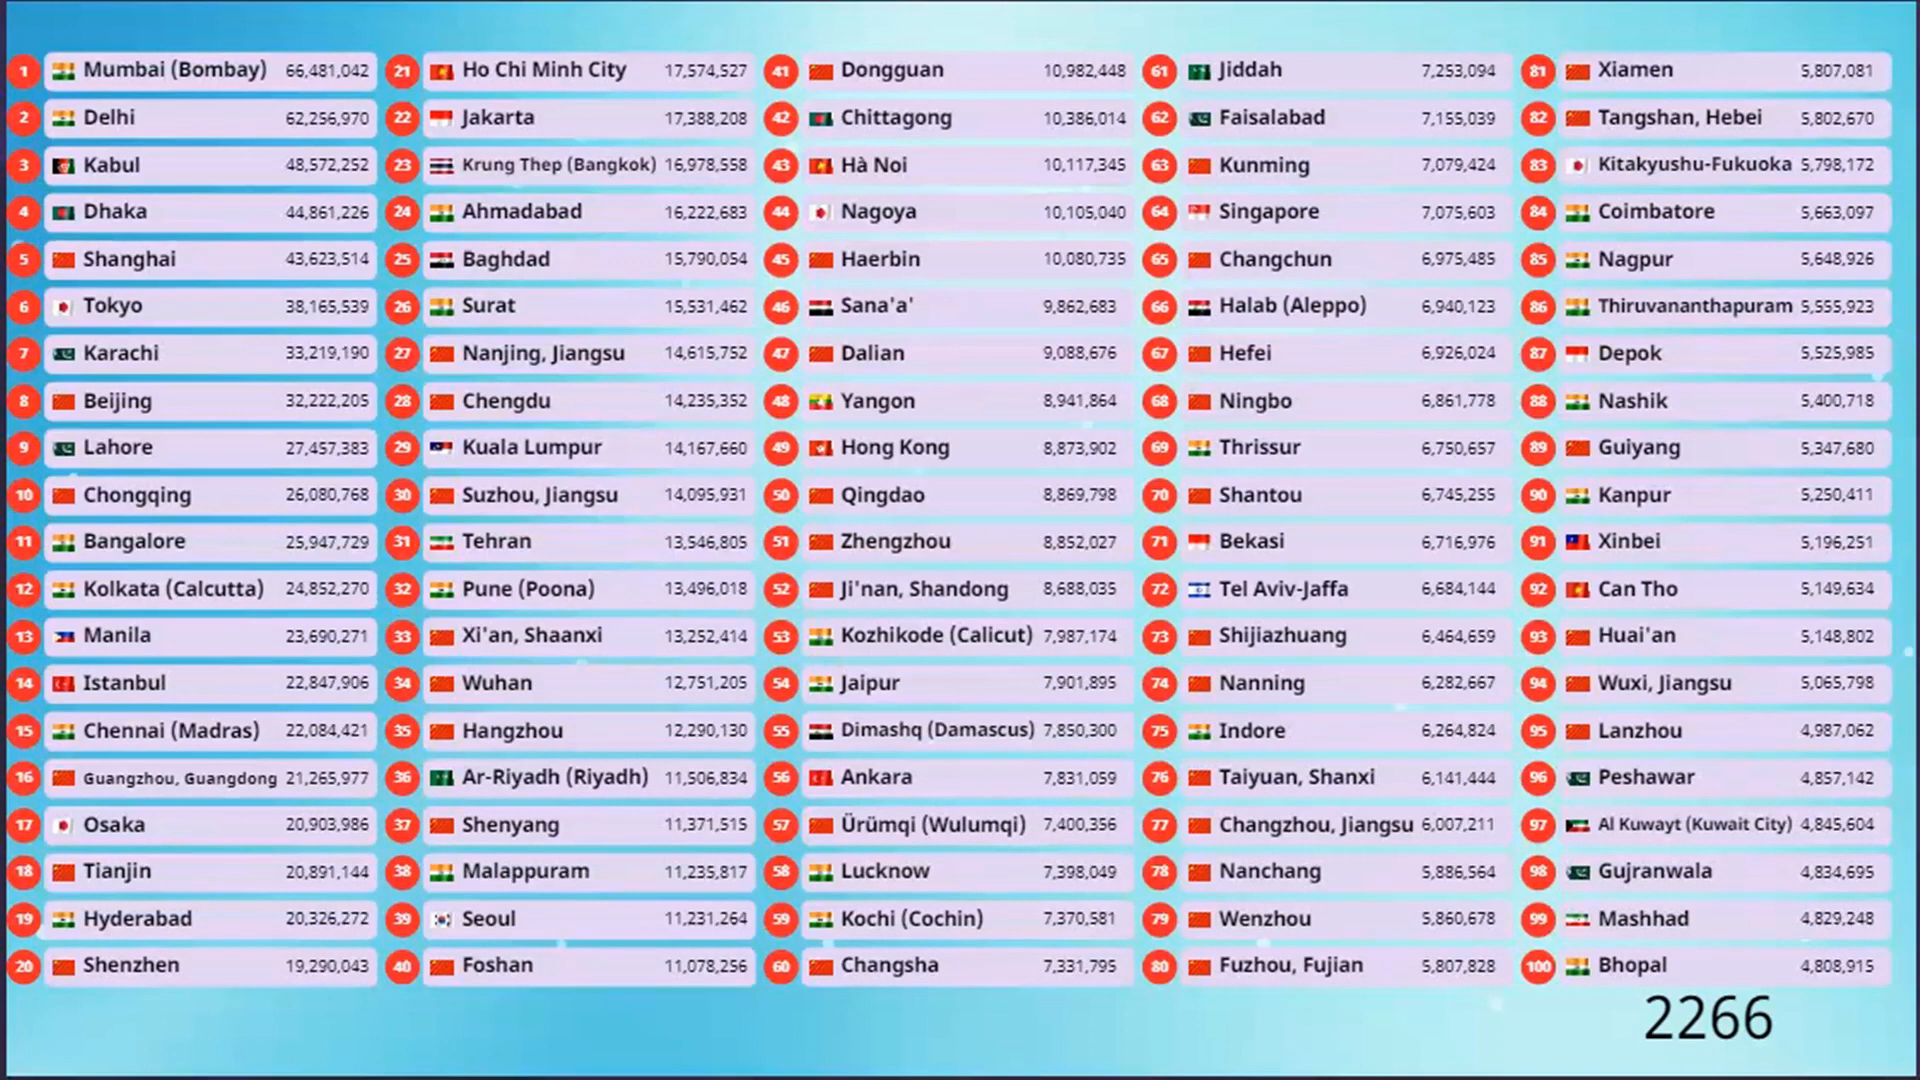 1 Mumbai (Bombay) 66,481,042
2 Delhi 62,256,970
3 Kabul 48,572,252
4 Dhaka 44,861,226
5 Shanghai 43,623,514
6 Tokyo 38,165,539
7 Karachi 33,219,190
8 Beijing 32,222,205
9 Lahore 27,457,383
10 Chongqing 26,080,768
11 Bangalore 25,947,729
12 Kolkata (Calcutta) 24,852,270
13 Manila 23,690,271
14 Istanbul 22,847,906
15 Chennai (Madras) 22,084,421
16 Guangzhou, Guangdong 21,265,977
17 Osaka 20,903,986
18 Tianjin 20,891,144
19 Hyderabad 20,326,272
20 Shenzhen 19,290,043
21 Ho Chi Minh City 17,574,527
22 Jakarta 17,388,208
23 Krung Thep (Bangkok) 16,978,558
24 Ahmadabad 16,222,683
25 Baghdad 15,790,054
26 Surat 15,531,462
27 Nanjing, Jiangsu 14,615,752
28 Chengdu 14,235,352
29 Kuala Lumpur 14,167,660
30 Suzhou, Jiangsu 14,095,931
31 Tehran 13,546,805
32 Pune (Poona) 13,496,018
33 Xi'an, Shaanxi 13,252,414
34 Wuhan 12,751,205
35 Hangzhou 12,290,130
36 Ar-Riyadh (Riyadh) 11,506,834
37 Shenyang 11,371,515
38 Malappuram 11,235,817
39 Seoul 11,231,264
40 Foshan 11,078,256
41 Dongguan 10,982,448
42 Chittagong 10,386,014
43 Hà Noi 10,117,345
44 Nagoya 10,105,040
45 Haerbin 10,080,735
46 Sana'a' 9,862,683
47 Dalian 9,088,676
48 Yangon 8,941,864
49 Hong Kong 8,873,902
50 Qingdao 8,869,798
51 Zhengzhou 8,852,027
52 Ji'nan, Shandong 8,688,035
53 Kozhikode (Calicut) 7,987,174
54 Jaipur 7,901,895
55 Dimashq (Damascus) 7,850,300
56 Ankara 7,831,059
57 Ürümqi (Wulumqi) 7,400,356
58 Lucknow 7,398,049
59 Kochi (Cochin) 7,370,581
60 Changsha 7,331,795
61 Jiddah 7,253,094
62 Faisalabad 7,155,039
63 Kunming 7,079,424
64 Singapore 7,075,603
65 Changchun 6,975,485
66 Halab (Aleppo) 6,940,123
67 Hefei 6,926,024
68 Ningbo 6,861,778
69 Thrissur 6,750,657
70 Shantou 6,745,255
71 Bekasi 6,716,976
72 Tel Aviv-Jaffa 6,684,144
73 Shijiazhuang 6,464,659
74 Nanning 6,282,667
75 Indore 6,264,824
76 Taiyuan, Shanxi 6,141,444
77 Changzhou, Jiangsu 6,007,211
78 Nanchang 5,886,564
79 Wenzhou 5,860,678
80 Fuzhou, Fujian 5,807,828
81 Xiamen 5,807,081
82 Tangshan, Hebei 5,802,670
83 Kitakyushu-Fukuoka 5,798,172
84 Coimbatore 5,663,097
85 Nagpur 5,648,926
86 Thiruvananthapuram 5,555,923
87 Depok 5,525,985
88 Nashik 5,400,718
89 Guiyang 5,347,680
90 Kanpur 5,250,411
91 Xinbei 5,196,251
92 Can Tho 5,149,634
93 Huai'an 5,148,802
94 Wuxi, Jiangsu 5,065,798
95 Lanzhou 4,987,062
96 Peshawar 4,857,142
97 Al Kuwayt (Kuwait City) 4,845,604
98 Gujranwala 4,834,695
99 Mashhad 4,829,248
100 Bhopal 4,808,915
2266